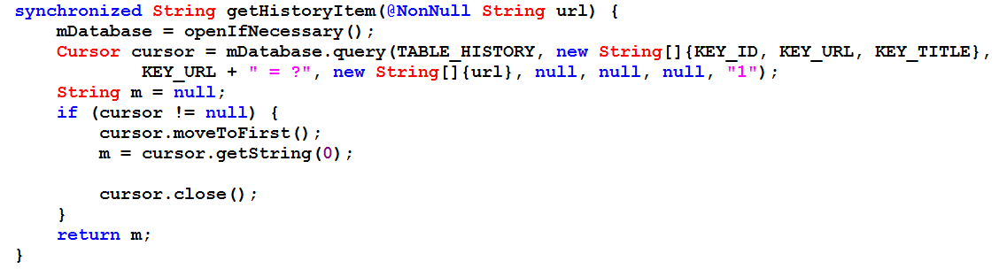 synchronized String getHistoryItem(@NonNull String url) {
    mDatabase = openIfNecessary();
    Cursor cursor = mDatabase.query(TABLE_HISTORY, new String[]{KEY_ID, KEY_URL, KEY_TITLE},
            KEY_URL + " = ?", new String[]{url}, null, null, null, "1");
    String m = null;
    if (cursor != null) {
        cursor.moveToFirst();
        m = cursor.getString(0);

        cursor.close();
    }
    return m;
}